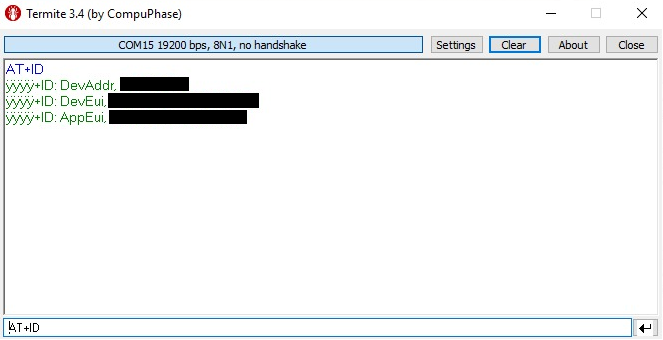 Termite 3.4 (by CompuPhase)
COM15 19200 bps, 8N1, no handshake
Settings
Clear
About
Close
AT+ID
ÿÿÿÿ+ID: DevAddr,
ÿÿÿÿ+ID: DevEui,
ÿÿÿÿ+ID: AppEui,
AT+ID